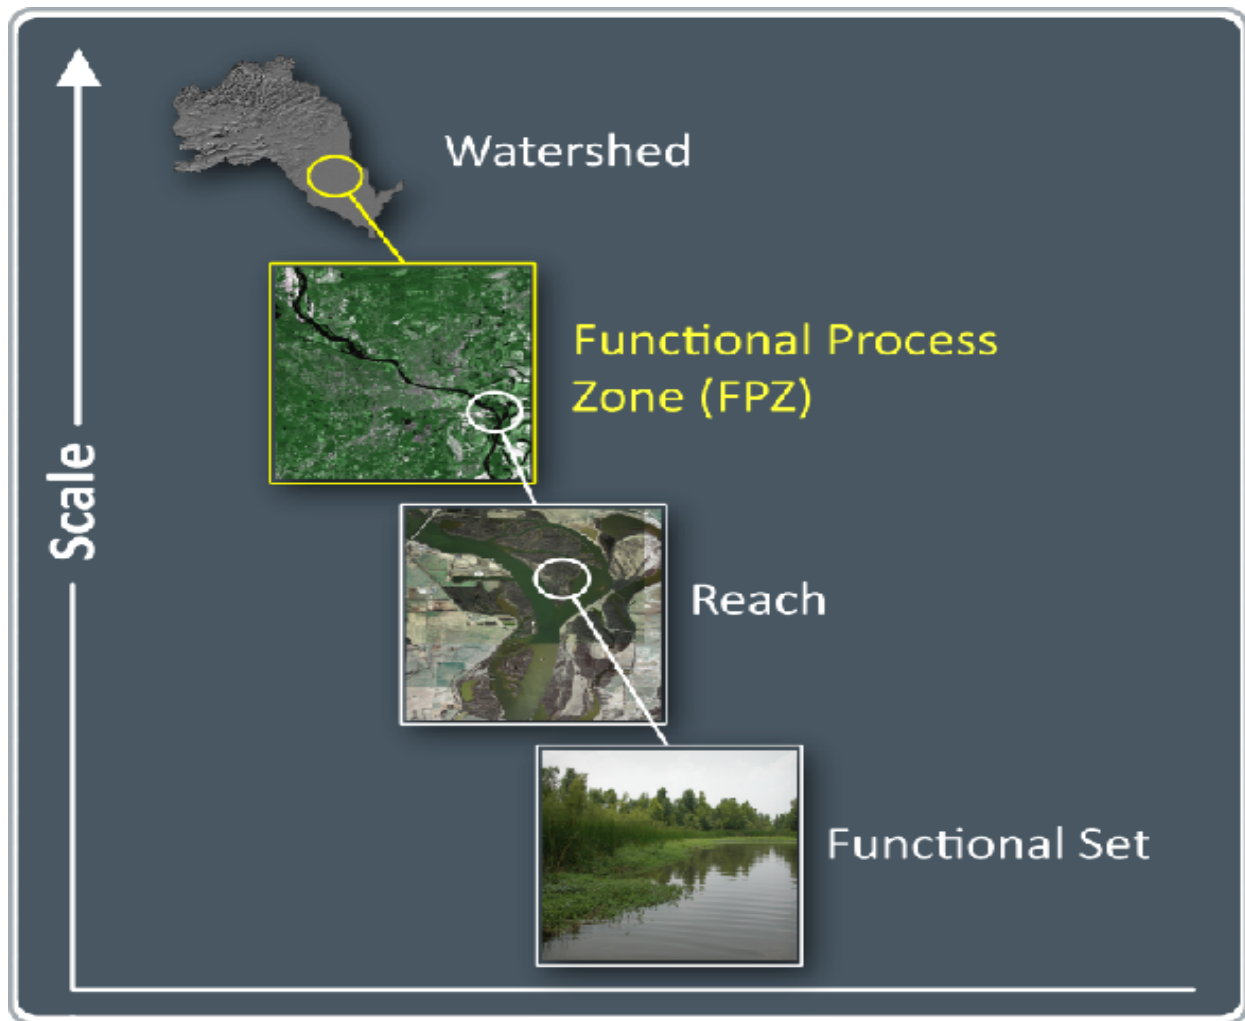 Watershed
Functional Process
Zone (FPZ)
Scale
Reach
Functional Set